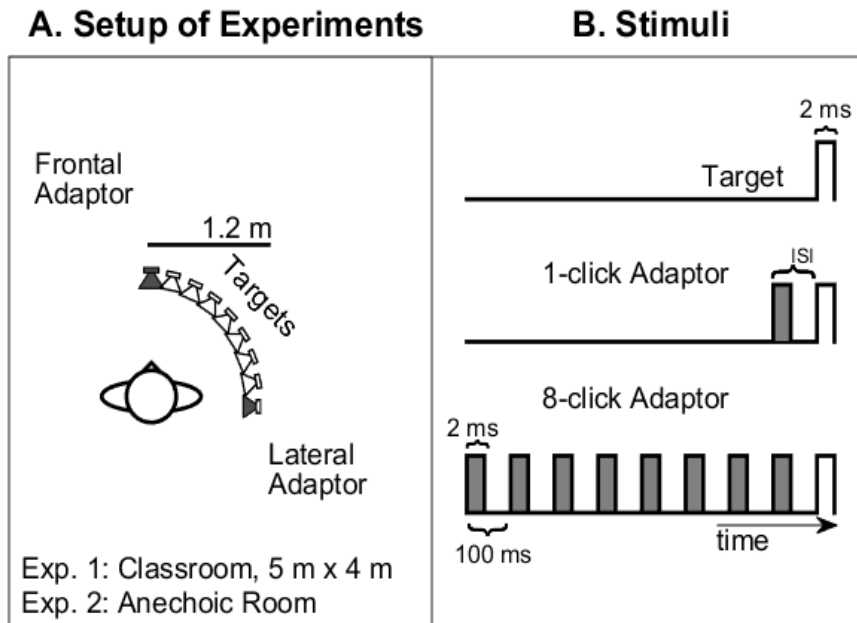 A. Setup of Experiments
Frontal
Adaptor
1.2 m
Targets
Lateral
Adaptor
Exp. 1: Classroom, 5 m x 4 m
Exp. 2: Anechoic Room
B. Stimuli
2 ms
Target
ISI
1-click Adaptor
8-click Adaptor
2 ms
100 ms
time